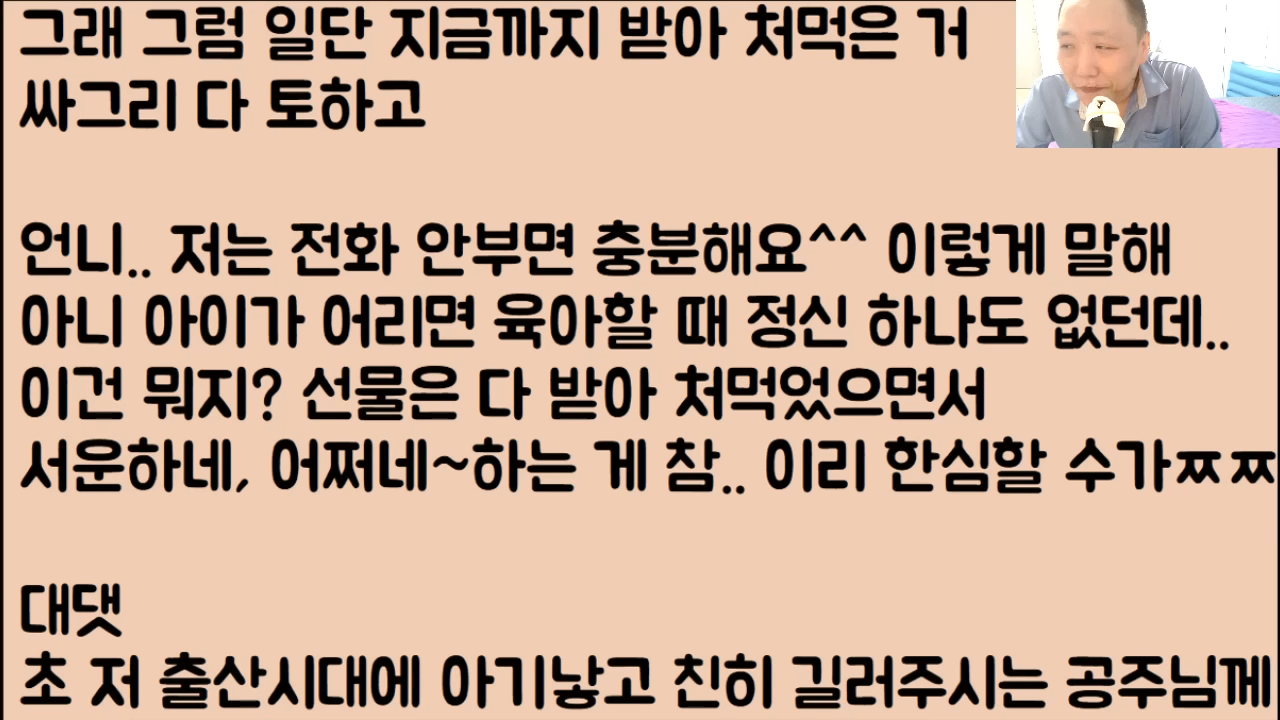 그래 그럼 일단 지금까지 받아 처먹은 거
싸그리 다 토하고
언니.. 저는 전화 안부면 충분해요^^ 이렇게 말해
아니 아이가 어리면 육아할 때 정신 하나도 없던데..
이건 뭐지? 선물은 다 받아 처먹었으면서
서운하네, 어쩌네~하는 게 참.. 이리 한심할 수가ㅉㅉ
대댓
초 저 출산시대에 아기낳고 친히 길러주시는 공주님께